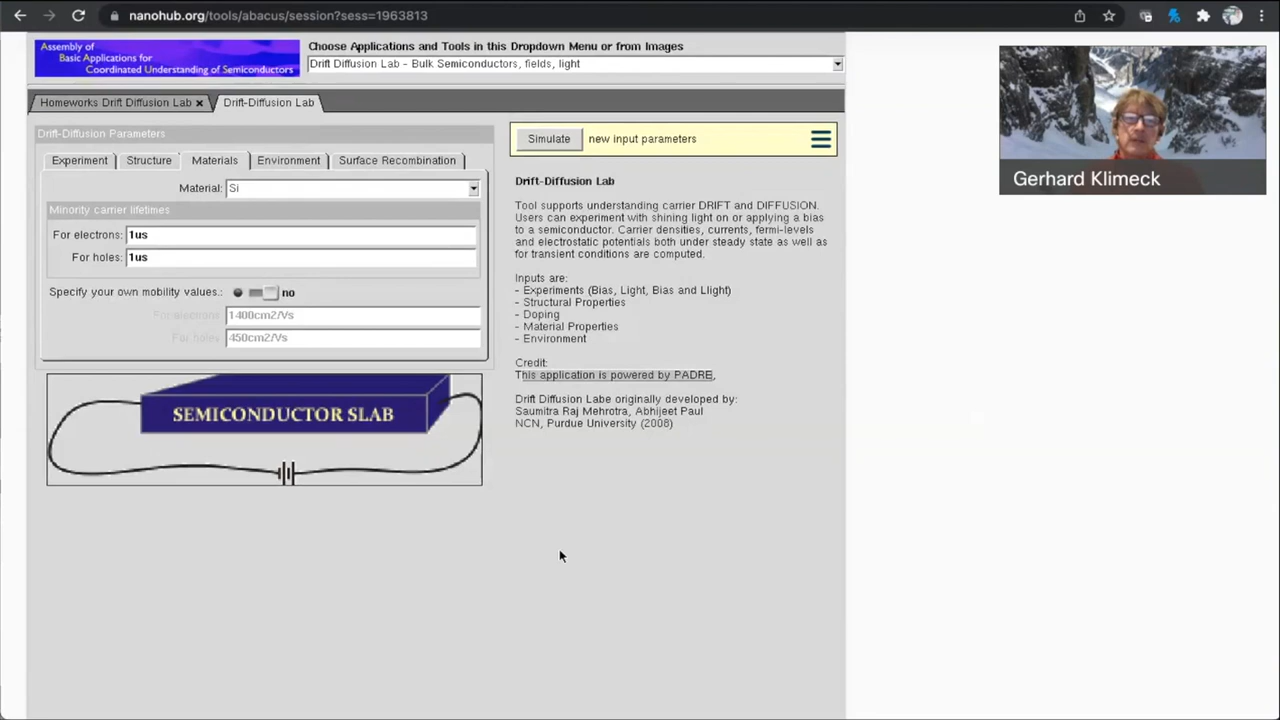 nanohub.org/tools/abacus/session?sess=1963813
Assembly of
Basic Applications for
Coordinated Understanding of Semiconductors
Choose Applications and Tools in this Dropdown Menu or from Images
Drift Diffusion Lab - Bulk Semiconductors, fields, light
Homeworks Drift Diffusion Lab
Drift-Diffusion Lab
Drift-Diffusion Parameters
Experiment
Structure
Materials
Environment
Surface Recombination
Material: Si
Minority carrier lifetimes
For electrons: 1us
For holes: 1us
Specify your own mobility values.: no
For electrons: 1400cm2/Vs
For holes: 450cm2/Vs
SEMICONDUCTOR SLAB
Simulate new input parameters
Drift-Diffusion Lab
Tool supports understanding carrier DRIFT and DIFFUSION.
Users can experiment with shining light on or applying a bias
to a semiconductor. Carrier densities, currents, fermi-levels
and electrostatic potentials both under steady state as well as
for transient conditions are computed.
Inputs are:
- Experiments (Bias, Light, Bias and Llight)
- Structural Properties
- Doping
- Material Properties
- Environment
Credit:
This application is powered by PADRE,
Drift Diffusion Labe originally developed by:
Saumitra Raj Mehrotra, Abhijeet Paul
NCN, Purdue University (2008)
Gerhard Klimeck